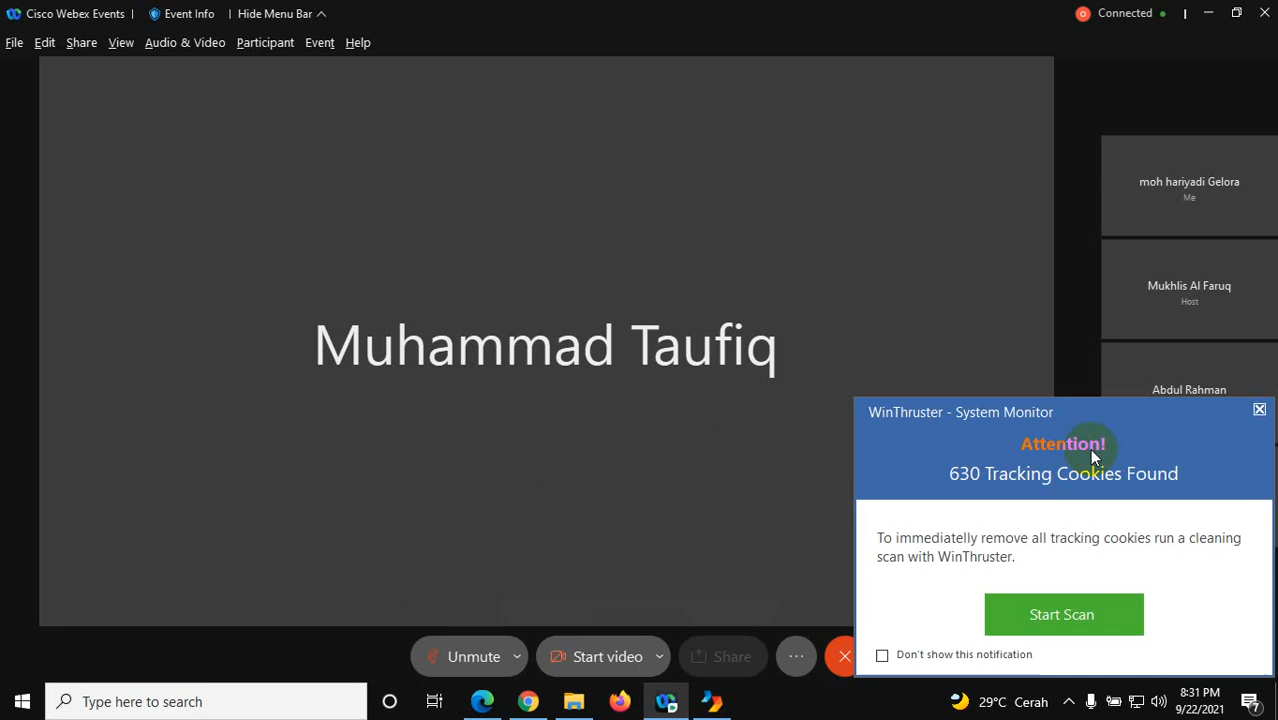 Cisco Webex Events
Event Info
Hide Menu Bar
Connected
File Edit Share View Audio & Video Participant Event Help
moh hariyadi Gelora
Me
Mukhlis Al Faruq
Host
Muhammad Taufiq
Abdul Rahman
WinThruster - System Monitor
Attention!
630 Tracking Cookies Found
To immediatelly remove all tracking cookies run a cleaning
scan with WinThruster.
Start Scan
Don't show this notification
Unmute
Start video
Share
Type here to search
29°C Cerah
8:31 PM
9/22/2021
7